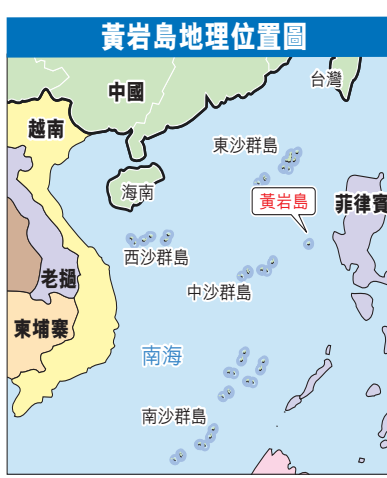 黃岩島地理位置圖
台灣
中國
越南
東沙群島
海南
黃岩島
菲律賓
西沙群島
老撾
中沙群島
柬埔寨
南海
南沙群島